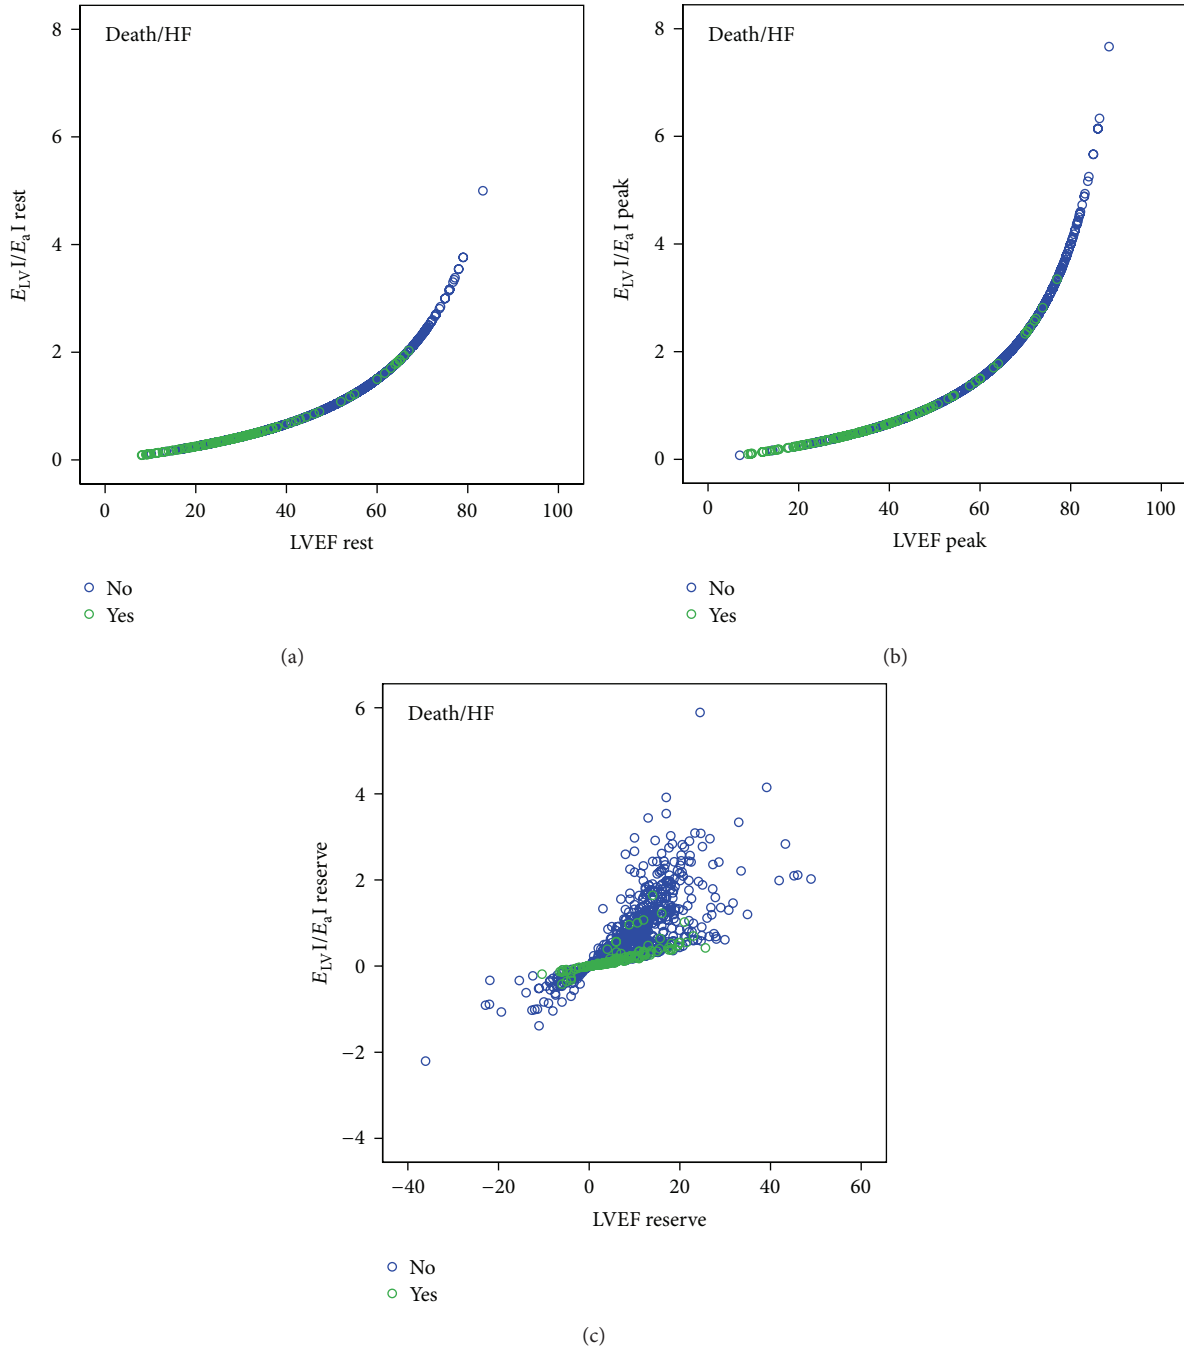 Death/HF
8
6
4
2
0
E_LV I/E_a I rest
0 20 40 60 80 100
LVEF rest
No
Yes
(a)
Death/HF
8
6
4
2
0
E_LV I/E_a I peak
0 20 40 60 80 100
LVEF peak
No
Yes
(b)
Death/HF
6
4
2
0
−2
−4
E_LV I/E_a I reserve
−40 −20 0 20 40 60
LVEF reserve
No
Yes
(c)